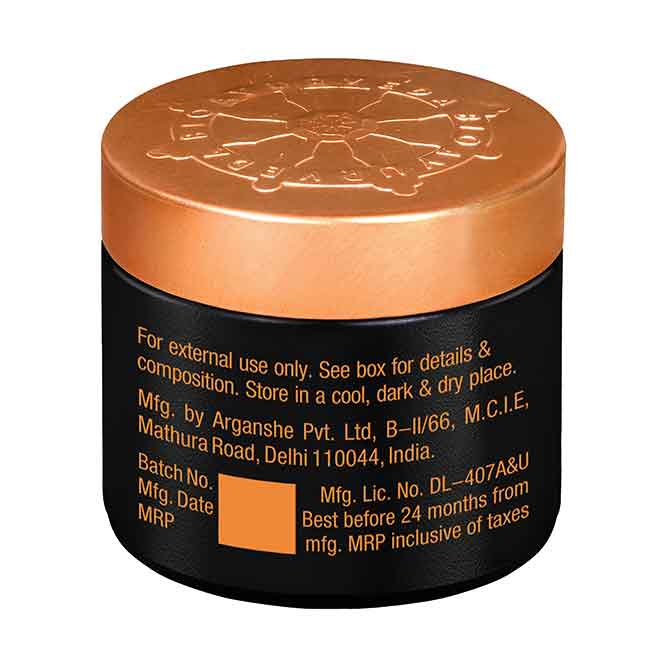 BIOAYURVEDA BIOAYURVEDA
For external use only. See box for details &
composition. Store in a cool, dark & dry place.
Mfg. by Arganshe Pvt. Ltd, B–II/66, M.C.I.E,
Mathura Road, Delhi 110044, India.
Batch No.
Mfg. Date
MRP
Mfg. Lic. No. DL–407A&U
Best before 24 months from
mfg. MRP inclusive of taxes